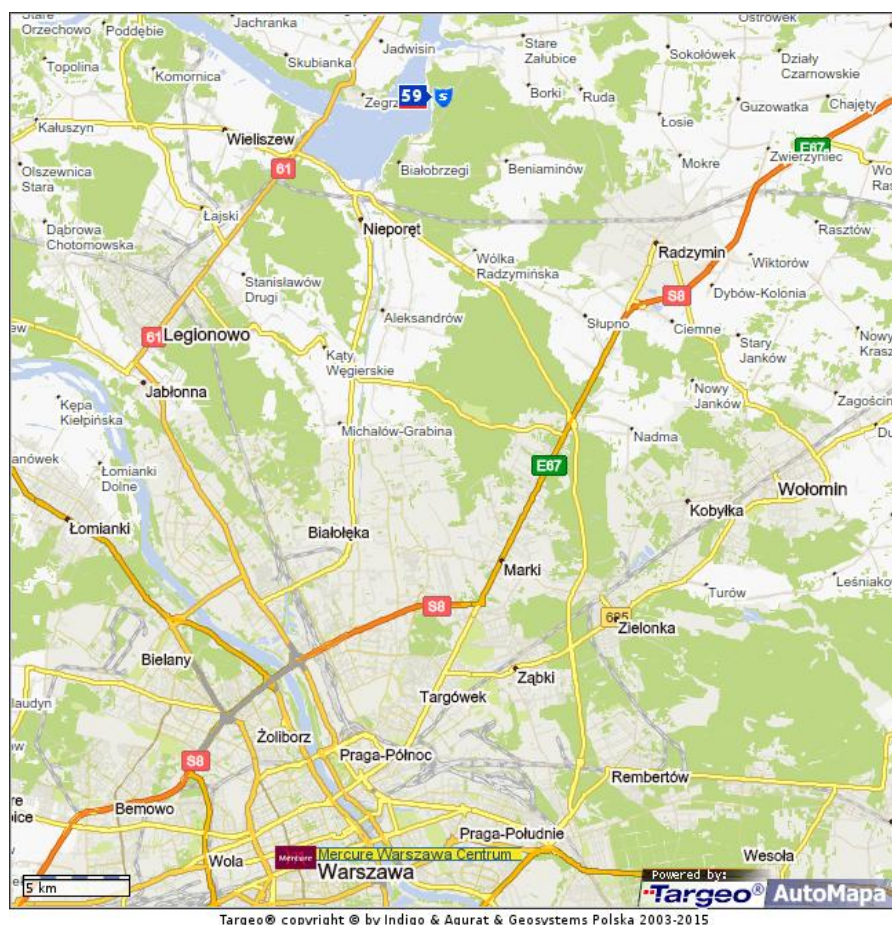 Stare
Orzechowo
Poddębie
Jachranka
Ostrówek
Topolina
Skubianka
Jadwisin
Stare
Załubice
Sokołówek
Działy
Czarnowskie
Komornica
Zegrz
59
S
Borki
Ruda
Guzowatka
Chajęty
Kałuszyn
Wieliszew
Łosie
E67
Olszewnica
Stara
61
Białobrzegi
Beniaminów
Mokre
Zwierzyniec
Dąbrowa
Chotomowska
Łajski
Nieporęt
Rasztów
Wólka
Radzymińska
Radzymin
Wiktorów
Stanisławów
Drugi
S8
Dybów-Kolonia
Aleksandrów
Słupno
Ciemne
61
Legionowo
Stary
Janków
Nowy
Kąty
Węgierskie
Jabłonna
Nowy
Janków
Kępa
Kiełpińska
Michałów-Grabina
Nadma
Łomianki
Dolne
E67
Wołomin
Kobyłka
Łomianki
Białołęka
Marki
Turów
S8
685
Zielonka
Bielany
Ząbki
Targówek
Żoliborz
Praga-Północ
S8
Rembertów
Bemowo
Praga-Południe
Wola
Mercure
Mercure Warszawa Centrum
Wesoła
Warszawa
5 km
Powered by:
Targeo® AutoMapa
Targeo® copyright © by Indigo & Aqurat & Geosystems Polska 2003-2015